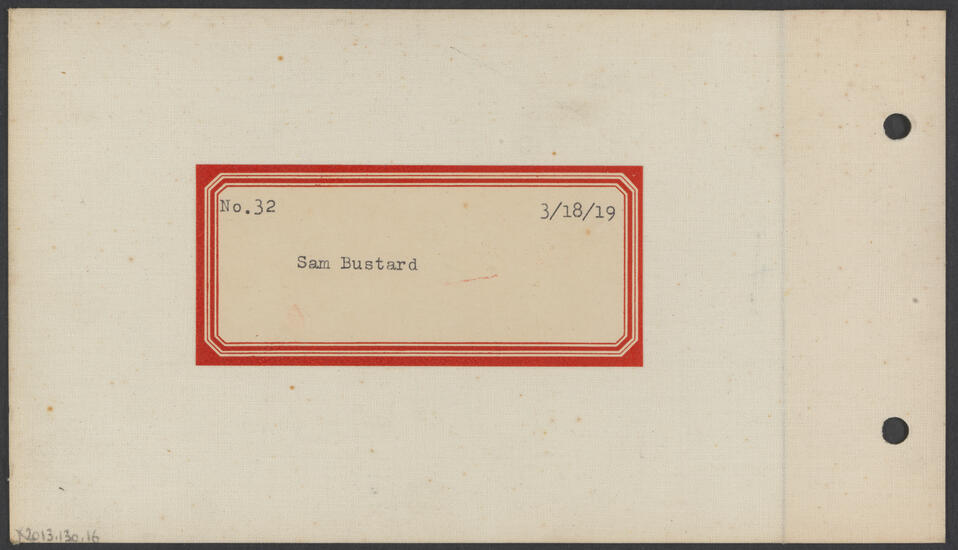 No.32 3/18/19
Sam Bustard
X2013.130.16